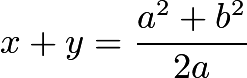 x + y = \frac{a^2 + b^2}{2a}